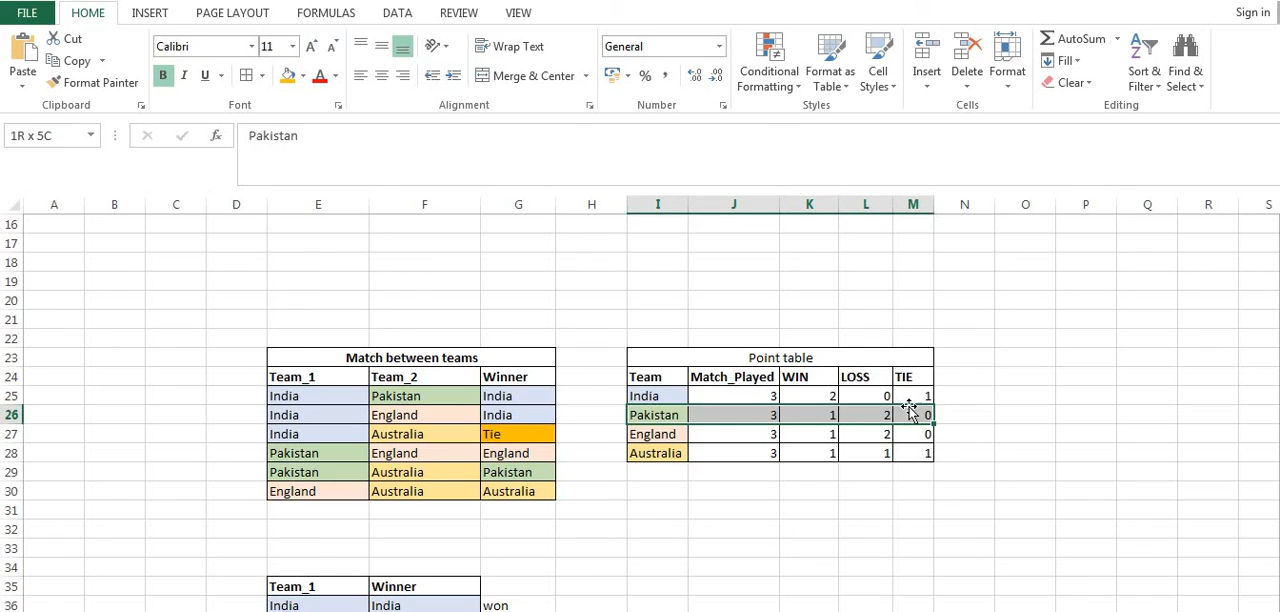 FILE HOME INSERT PAGE LAYOUT FORMULAS DATA REVIEW VIEW Sign in
Cut
Copy
Format Painter
Paste
Clipboard
Calibri 11
B I U
Font
Wrap Text
Merge & Center
Alignment
General
%
Number
Conditional Formatting
Format as Table
Cell Styles
Styles
Insert
Delete
Format
Cells
AutoSum
Fill
Clear
Sort & Filter
Find & Select
Editing
1R x 5C fx Pakistan
A B C D E F G H I J K L M N O P Q R S
16
17
18
19
20
21
22
23 Match between teams Point table
24 Team_1 Team_2 Winner Team Match_Played WIN LOSS TIE
25 India Pakistan India India 3 2 0 1
26 India England India Pakistan 3 1 2 0
27 India Australia Tie England 3 1 2 0
28 Pakistan England England Australia 3 1 1 1
29 Pakistan Australia Pakistan
30 England Australia Australia
31
32
33
34
35 Team_1 Winner
36 India India won